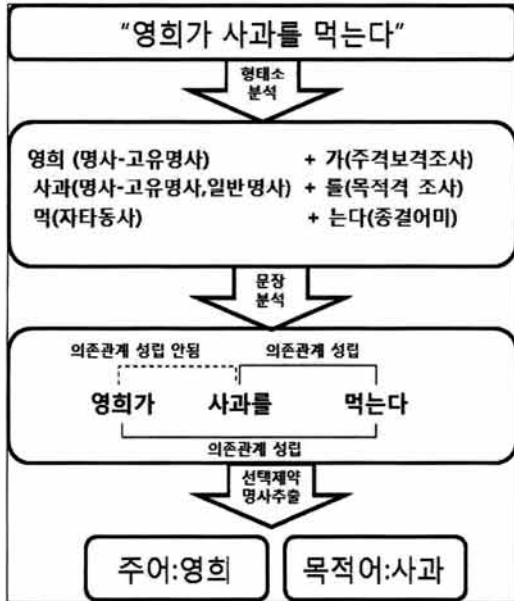 “영희가 사과를 먹는다”
형태소
분석
영희 (명사-고유명사) + 가(주격보격조사)
사과(명사-고유명사,일반명사) + 들(목적격 조사)
먹(자타동사) + 는다(종결어미)
문장
분석
의존관계 성립 안됨 의존관계 성립
영희가 사과를 먹는다
의존관계 성립
선택제약
명사추출
주어:영희 목적어:사과